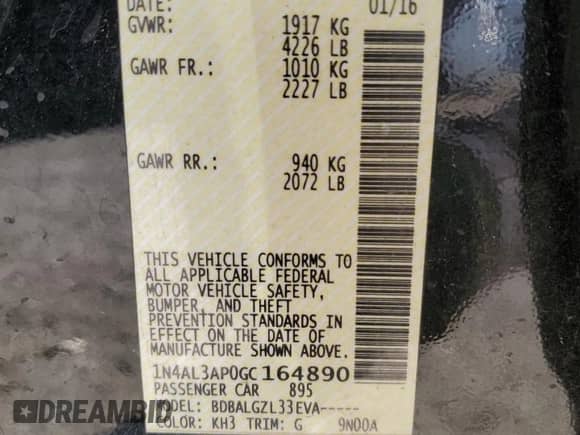 DATE: 01/16
GVWR: 1917 KG
4226 LB
GAWR FR.: 1010 KG
2227 LB
GAWR RR.: 940 KG
2072 LB
THIS VEHICLE CONFORMS TO
ALL APPLICABLE FEDERAL
MOTOR VEHICLE SAFETY,
BUMPER, AND THEFT
PREVENTION STANDARDS IN
EFFECT ON THE DATE OF
MANUFACTURE SHOWN ABOVE.
1N4AL3AP0GC164890
PASSENGER CAR 895
MODEL: BDBALGZL33EVA-----
COLOR: KH3 TRIM: G 9N00A
© DREAMBID.COM